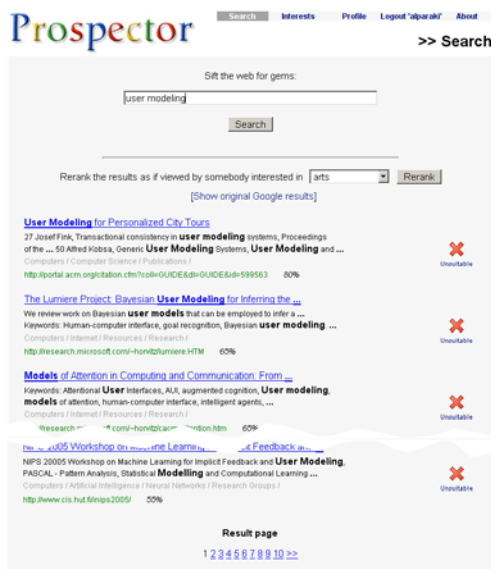 Prospector
Search Interests Profile Logout 'alparaki' About
>> Search
Sift the web for gems:
user modeling
Search
Rerank the results as if viewed by somebody interested in arts Rerank
[Show original Google results]
User Modeling for Personalized City Tours
27 Josef Fink, Transactional consistency in user modeling systems, Proceedings
of the ... 50 Alfred Kobsa, Generic User Modeling Systems, User Modeling and ...
Computers / Computer Science / Publications /
http://portal.acm.org/citation.cfm?coll=GUIDE&dl=GUIDE&id=599563 80%
Unsuitable
The Lumiere Project: Bayesian User Modeling for Inferring the ...
We review work on Bayesian user models that can be employed to infer a ...
Keywords: Human-computer interface, goal recognition, Bayesian user modeling ...
Computers / Internet / Resources / Research /
http://research.microsoft.com/~horvitz/lumiere.HTM 65%
Unsuitable
Models of Attention in Computing and Communication: From ...
Keywords: Attentional User Interfaces, AUI, augmented cognition, User modeling,
models of attention, human-computer interface, intelligent agents, ...
Computers / Internet / Resources / Research /
Unsuitable
2005 Workshop on Feedback and ...
NIPS 20005 Workshop on Machine Learning for Implicit Feedback and User Modeling,
PASCAL - Pattern Analysis, Statistical Modelling and Computational Learning ...
Computers / Artificial Intelligence / Neural Networks / Research Groups /
http://www.cis.hut.fi/nips2005/ 55%
Unsuitable
Result page
1 2 3 4 5 6 7 8 9 10 >>